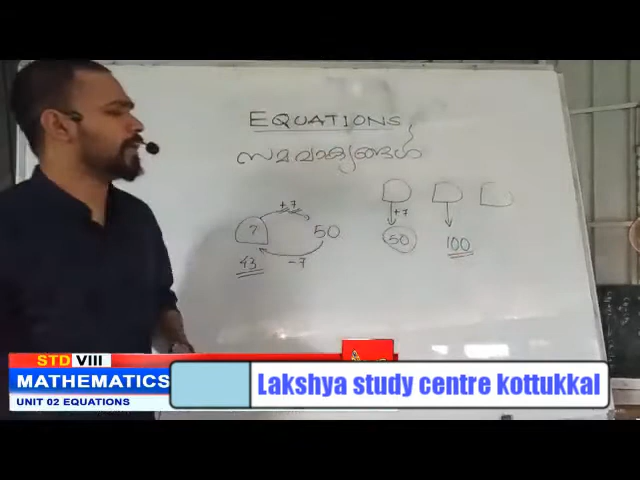 EQUATIONS
സമവാക്യങ്ങൾ
+7
? 50
-7
43
+7
50 100
STD VIII
MATHEMATICS
UNIT 02 EQUATIONS
Lakshya study centre kottukkal